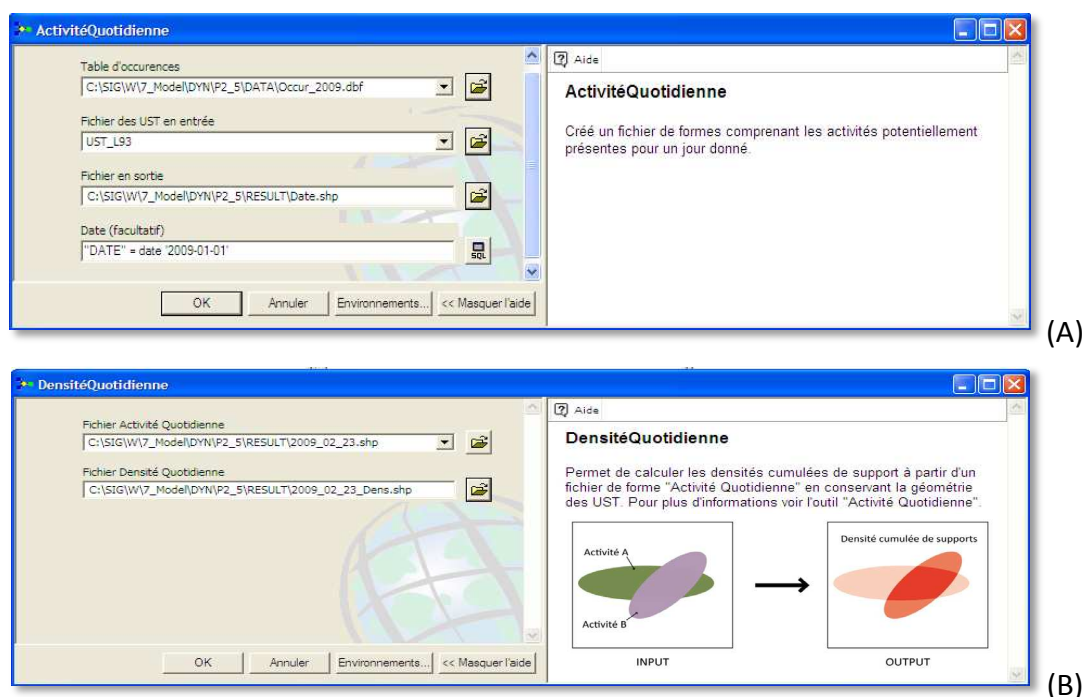 ActivitéQuotidienne
Table d'occurences
C:\SIG\W\7_Model\DYN\P2_5\DATA\Occur_2009.dbf
Fichier des UST en entrée
UST_L93
Fichier en sortie
C:\SIG\W\7_Model\DYN\P2_5\RESULT\Date.shp
Date (facultatif)
"DATE" = date '2009-01-01'
SQL
OK
Annuler
Environnements...
<< Masquer l'aide
Aide
ActivitéQuotidienne
Créé un fichier de formes comprenant les activités potentiellement
présentes pour un jour donné.
(A)
DensitéQuotidienne
Fichier Activité Quotidienne
C:\SIG\W\7_Model\DYN\P2_5\RESULT\2009_02_23.shp
Fichier Densité Quotidienne
C:\SIG\W\7_Model\DYN\P2_5\RESULT\2009_02_23_Dens.shp
OK
Annuler
Environnements...
<< Masquer l'aide
Aide
DensitéQuotidienne
Permet de calculer les densités cumulées de support à partir d'un
fichier de forme "Activité Quotidienne" en conservant la géométrie
des UST. Pour plus d'informations voir l'outil "Activité Quotidienne".
Activité A
Activité B
INPUT
Densité cumulée de supports
OUTPUT
(B)